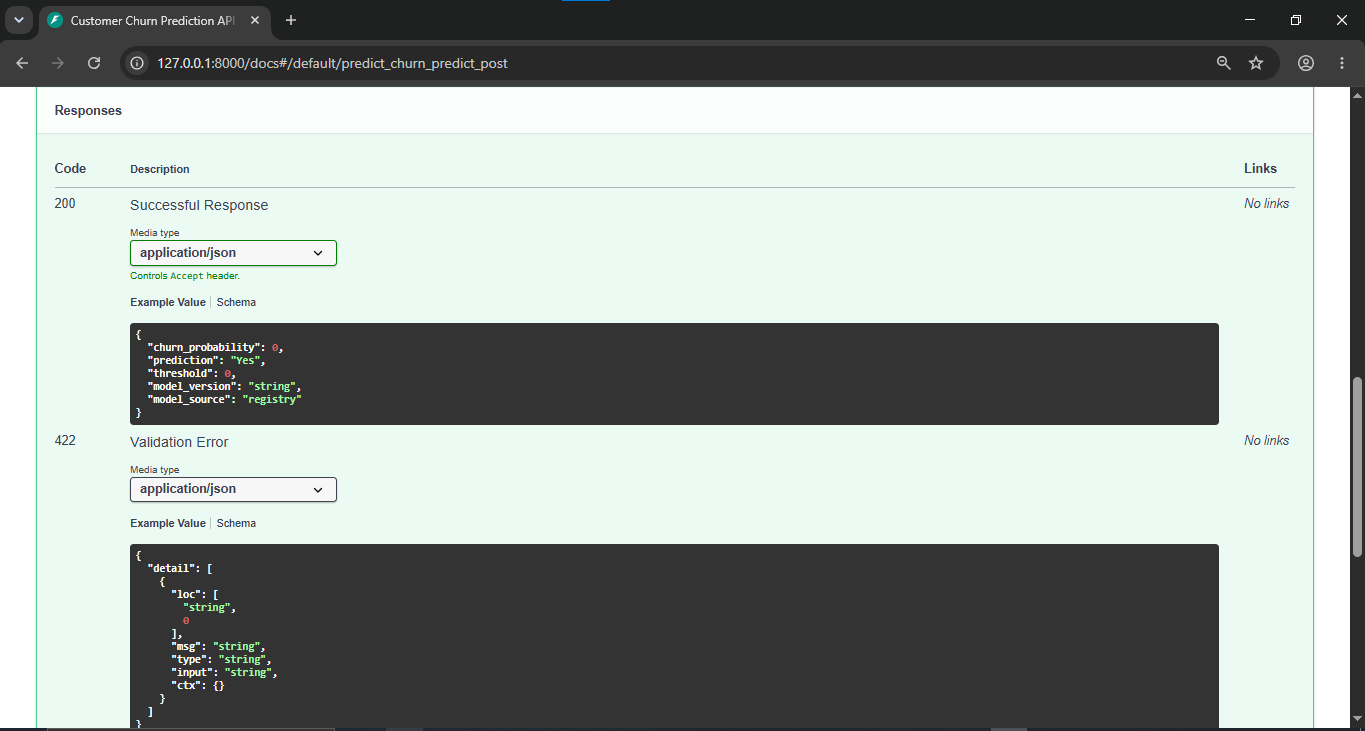 Customer Churn Prediction API
127.0.0.1:8000/docs#/default/predict_churn_predict_post
Responses
Code Description Links
200 Successful Response No links
Media type
application/json
Controls Accept header.
Example Value Schema
{
"churn_probability": 0,
"prediction": "Yes",
"threshold": 0,
"model_version": "string",
"model_source": "registry"
}
422 Validation Error No links
Media type
application/json
Example Value Schema
{
"detail": [
{
"loc": [
"string",
0
],
"msg": "string",
"type": "string",
"input": "string",
"ctx": {}
}
]
}